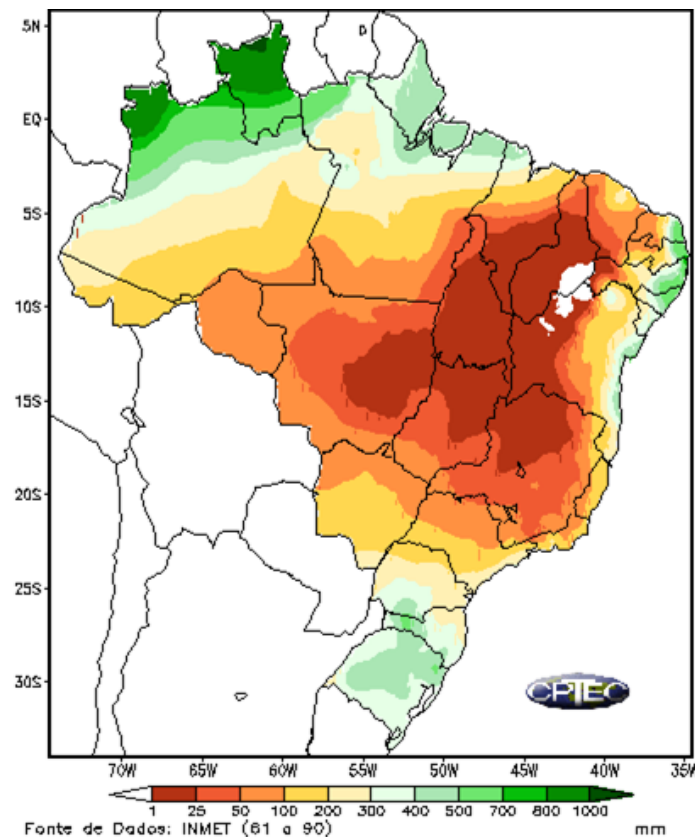 5N
EQ
5S
10S
15S
20S
25S
30S
CPTEC
70W 65W 60W 55W 50W 45W 40W 35W
1 25 50 100 200 300 400 500 700 800 1000
Fonte de Dados: INMET (61 a 90) mm